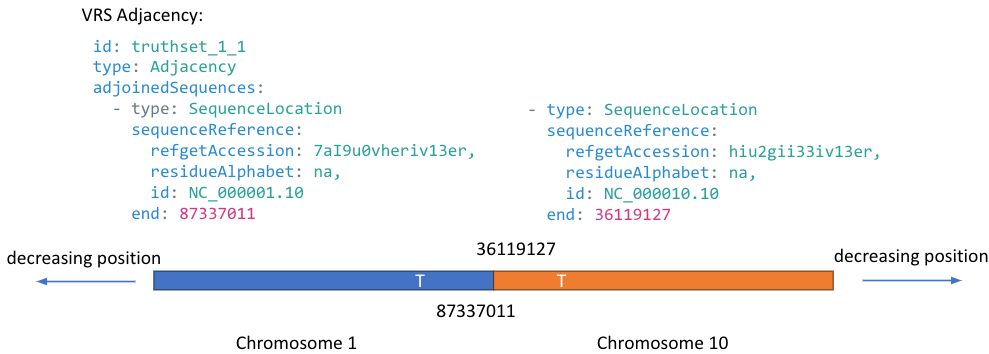 VRS Adjacency:
id: truthset_1_1
type: Adjacency
adjoinedSequences:
- type: SequenceLocation
sequenceReference:
refgetAccession: 7aI9u0vheriv13er,
residueAlphabet: na,
id: NC_000001.10
end: 87337011
- type: SequenceLocation
sequenceReference:
refgetAccession: hiu2gii33iv13er,
residueAlphabet: na,
id: NC_000010.10
end: 36119127
36119127
decreasing position
decreasing position
T
T
87337011
Chromosome 1
Chromosome 10